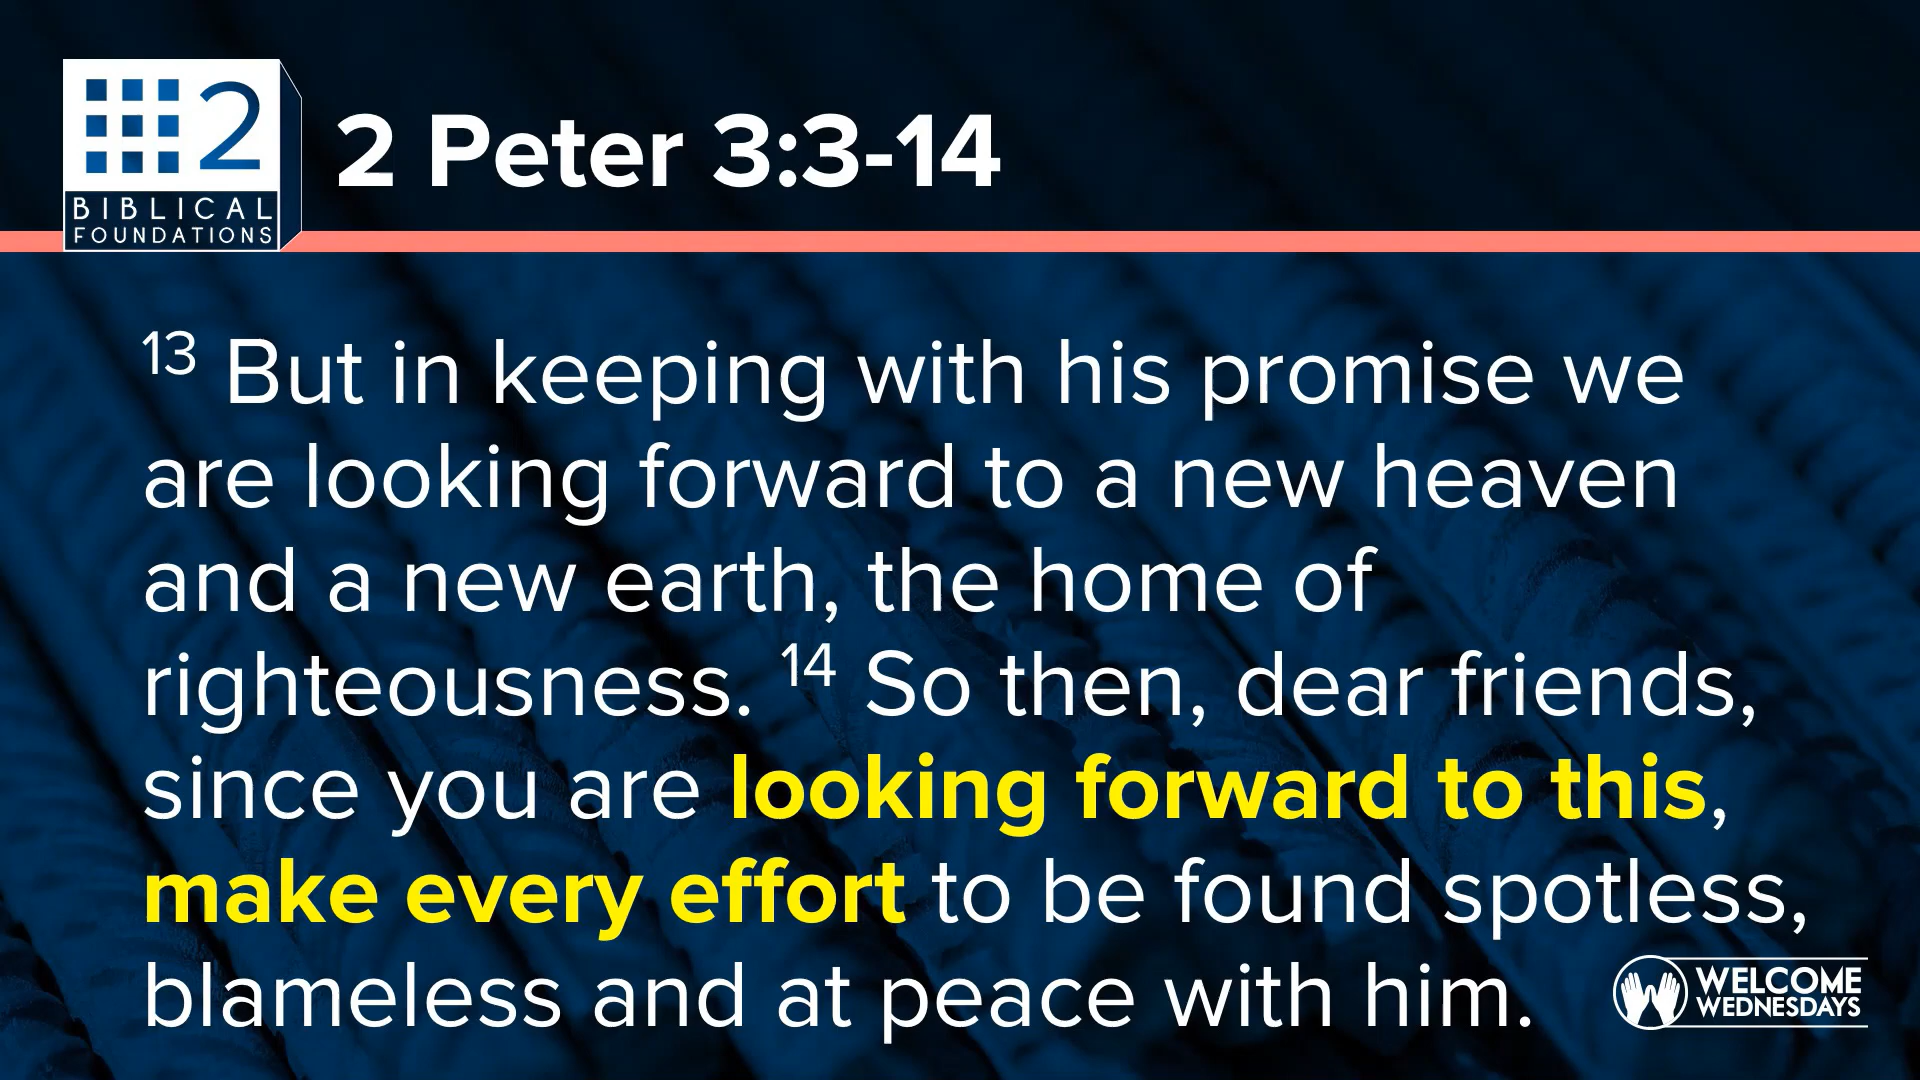 2
BIBLICAL
FOUNDATIONS
2 Peter 3:3-14
13 But in keeping with his promise we
are looking forward to a new heaven
and a new earth, the home of
righteousness. 14 So then, dear friends,
since you are looking forward to this,
make every effort to be found spotless,
blameless and at peace with him.
WELCOME
WEDNESDAYS